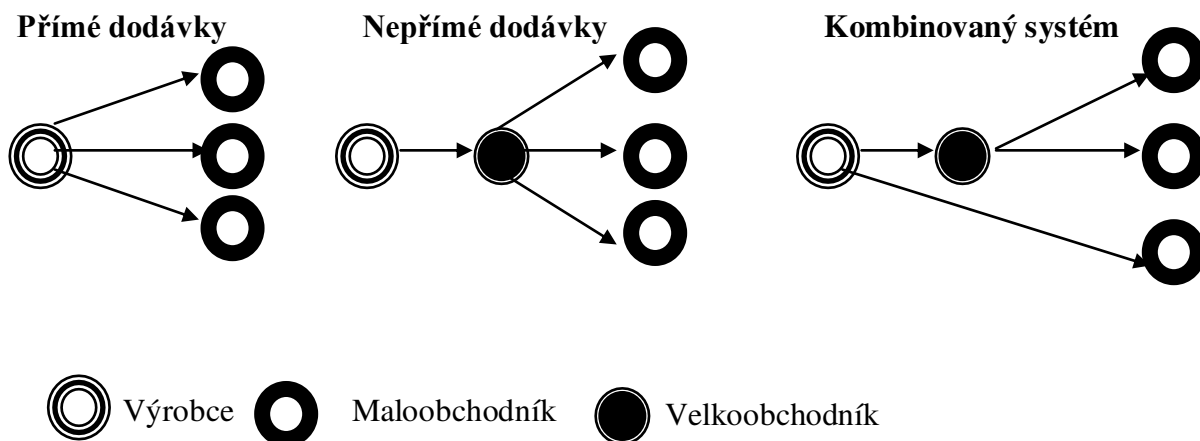 Přímé dodávky
Nepřímé dodávky
Kombinovaný systém
Výrobce
Maloobchodník
Velkoobchodník